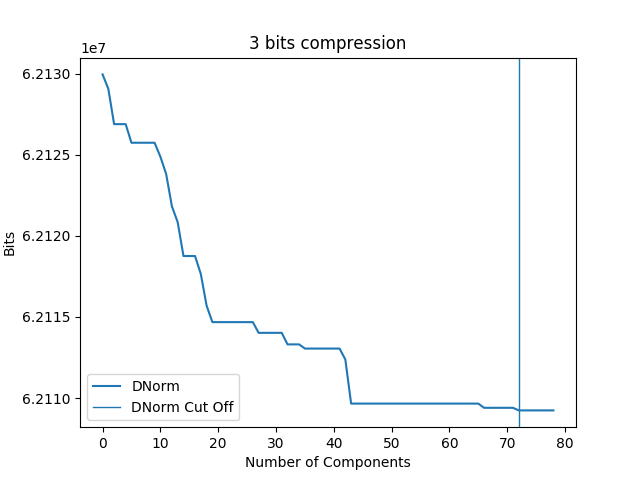 3 bits compression
1e7
6.2130
6.2125
6.2120
6.2115
6.2110
Bits
DNorm
DNorm Cut Off
0 10 20 30 40 50 60 70 80
Number of Components